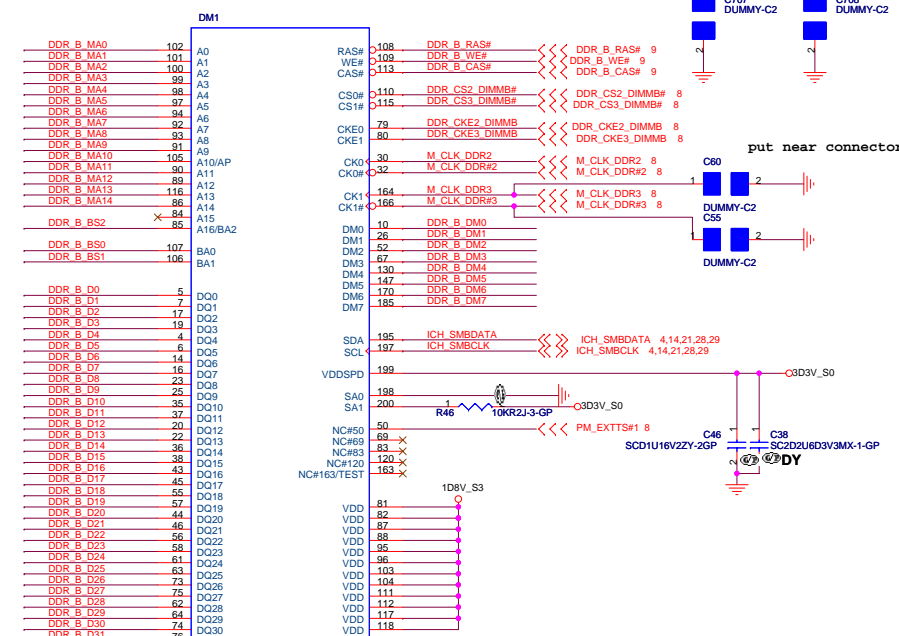 DM1
DDR_B_MA0 102 A0
DDR_B_MA1 101 A1
DDR_B_MA2 100 A2
DDR_B_MA3 99 A3
DDR_B_MA4 98 A4
DDR_B_MA5 97 A5
DDR_B_MA6 94 A6
DDR_B_MA7 92 A7
DDR_B_MA8 93 A8
DDR_B_MA9 91 A9
DDR_B_MA10 105 A10/AP
DDR_B_MA11 90 A11
DDR_B_MA12 89 A12
DDR_B_MA13 116 A13
DDR_B_MA14 86 A14
84 A15
DDR_B_BS2 85 A16/BA2
DDR_B_BS0 107 BA0
DDR_B_BS1 106 BA1
DDR_B_D0 5 DQ0
DDR_B_D1 7 DQ1
DDR_B_D2 17 DQ2
DDR_B_D3 19 DQ3
DDR_B_D4 4 DQ4
DDR_B_D5 6 DQ5
DDR_B_D6 14 DQ6
DDR_B_D7 16 DQ7
DDR_B_D8 23 DQ8
DDR_B_D9 25 DQ9
DDR_B_D10 35 DQ10
DDR_B_D11 37 DQ11
DDR_B_D12 20 DQ12
DDR_B_D13 22 DQ13
DDR_B_D14 36 DQ14
DDR_B_D15 38 DQ15
DDR_B_D16 43 DQ16
DDR_B_D17 45 DQ17
DDR_B_D18 55 DQ18
DDR_B_D19 57 DQ19
DDR_B_D20 44 DQ20
DDR_B_D21 46 DQ21
DDR_B_D22 56 DQ22
DDR_B_D23 58 DQ23
DDR_B_D24 61 DQ24
DDR_B_D25 63 DQ25
DDR_B_D26 73 DQ26
DDR_B_D27 75 DQ27
DDR_B_D28 62 DQ28
DDR_B_D29 64 DQ29
DDR_B_D30 74 DQ30
DDR_B_D31 76
RAS# 108 DDR_B_RAS# DDR_B_RAS# 9
WE# 109 DDR_B_WE# DDR_B_WE# 9
CAS# 113 DDR_B_CAS# DDR_B_CAS# 9
CS0# 110 DDR_CS2_DIMMB# DDR_CS2_DIMMB# 8
CS1# 115 DDR_CS3_DIMMB# DDR_CS3_DIMMB# 8
CKE0 79 DDR_CKE2_DIMMB DDR_CKE2_DIMMB 8
CKE1 80 DDR_CKE3_DIMMB DDR_CKE3_DIMMB 8
CK0 30 M_CLK_DDR2 M_CLK_DDR2 8
CK0# 32 M_CLK_DDR#2 M_CLK_DDR#2 8
CK1 164 M_CLK_DDR3 M_CLK_DDR3 8
CK1# 166 M_CLK_DDR#3 M_CLK_DDR#3 8
DM0 10 DDR_B_DM0
DM1 26 DDR_B_DM1
DM2 52 DDR_B_DM2
DM3 67 DDR_B_DM3
DM4 130 DDR_B_DM4
DM5 147 DDR_B_DM5
DM6 170 DDR_B_DM6
DM7 185 DDR_B_DM7
SDA 195 ICH_SMBDATA ICH_SMBDATA 4,14,21,28,29
SCL 197 ICH_SMBCLK ICH_SMBCLK 4,14,21,28,29
VDDSPD 199 3D3V_S0
SA0 198
SA1 200 1 3D3V_S0
R46 10KR2J-3-GP
NC#50 50 PM_EXTTS#1 8
NC#69 69
NC#83 83
NC#120 120
NC#163/TEST 163
1D8V_S3
VDD 81
VDD 82
VDD 87
VDD 88
VDD 95
VDD 96
VDD 103
VDD 104
VDD 111
VDD 112
VDD 117
VDD 118
DUMMY-C2
2
DUMMY-C2
2
put near connector
C60
1 2
DUMMY-C2
C55
1 2
DUMMY-C2
1 1
C46 C38
SCD1U16V2ZY-2GP SC2D2U6D3V3MX-1-GP
2 DY